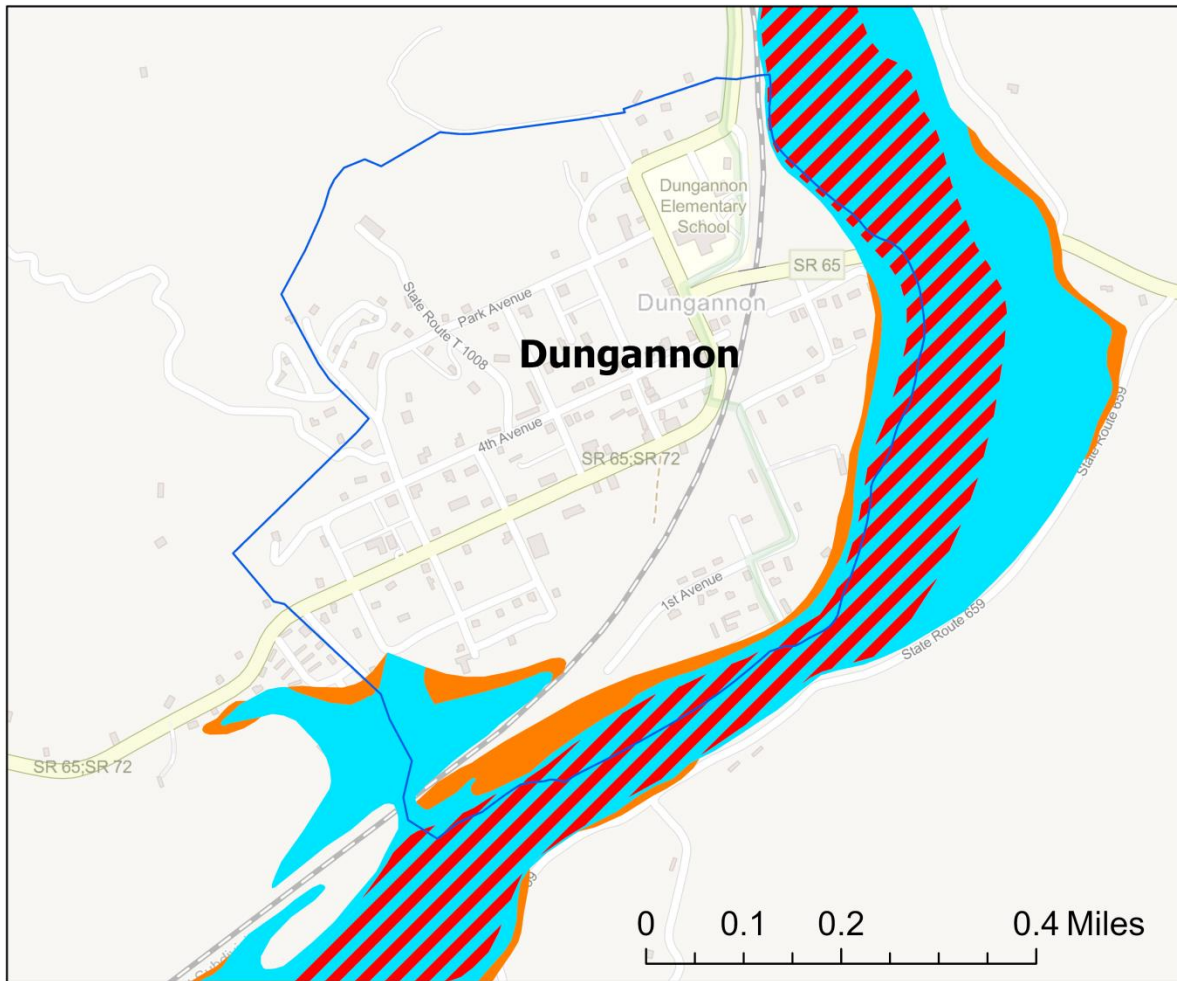 Dungannon
Elementary
School
SR 65
Dungannon
Park Avenue
State Route T 1008
Dungannon
4th Avenue
SR 65;SR 72
State Route 659
1st Avenue
State Route 659
SR 65;SR 72
0 0.1 0.2 0.4 Miles